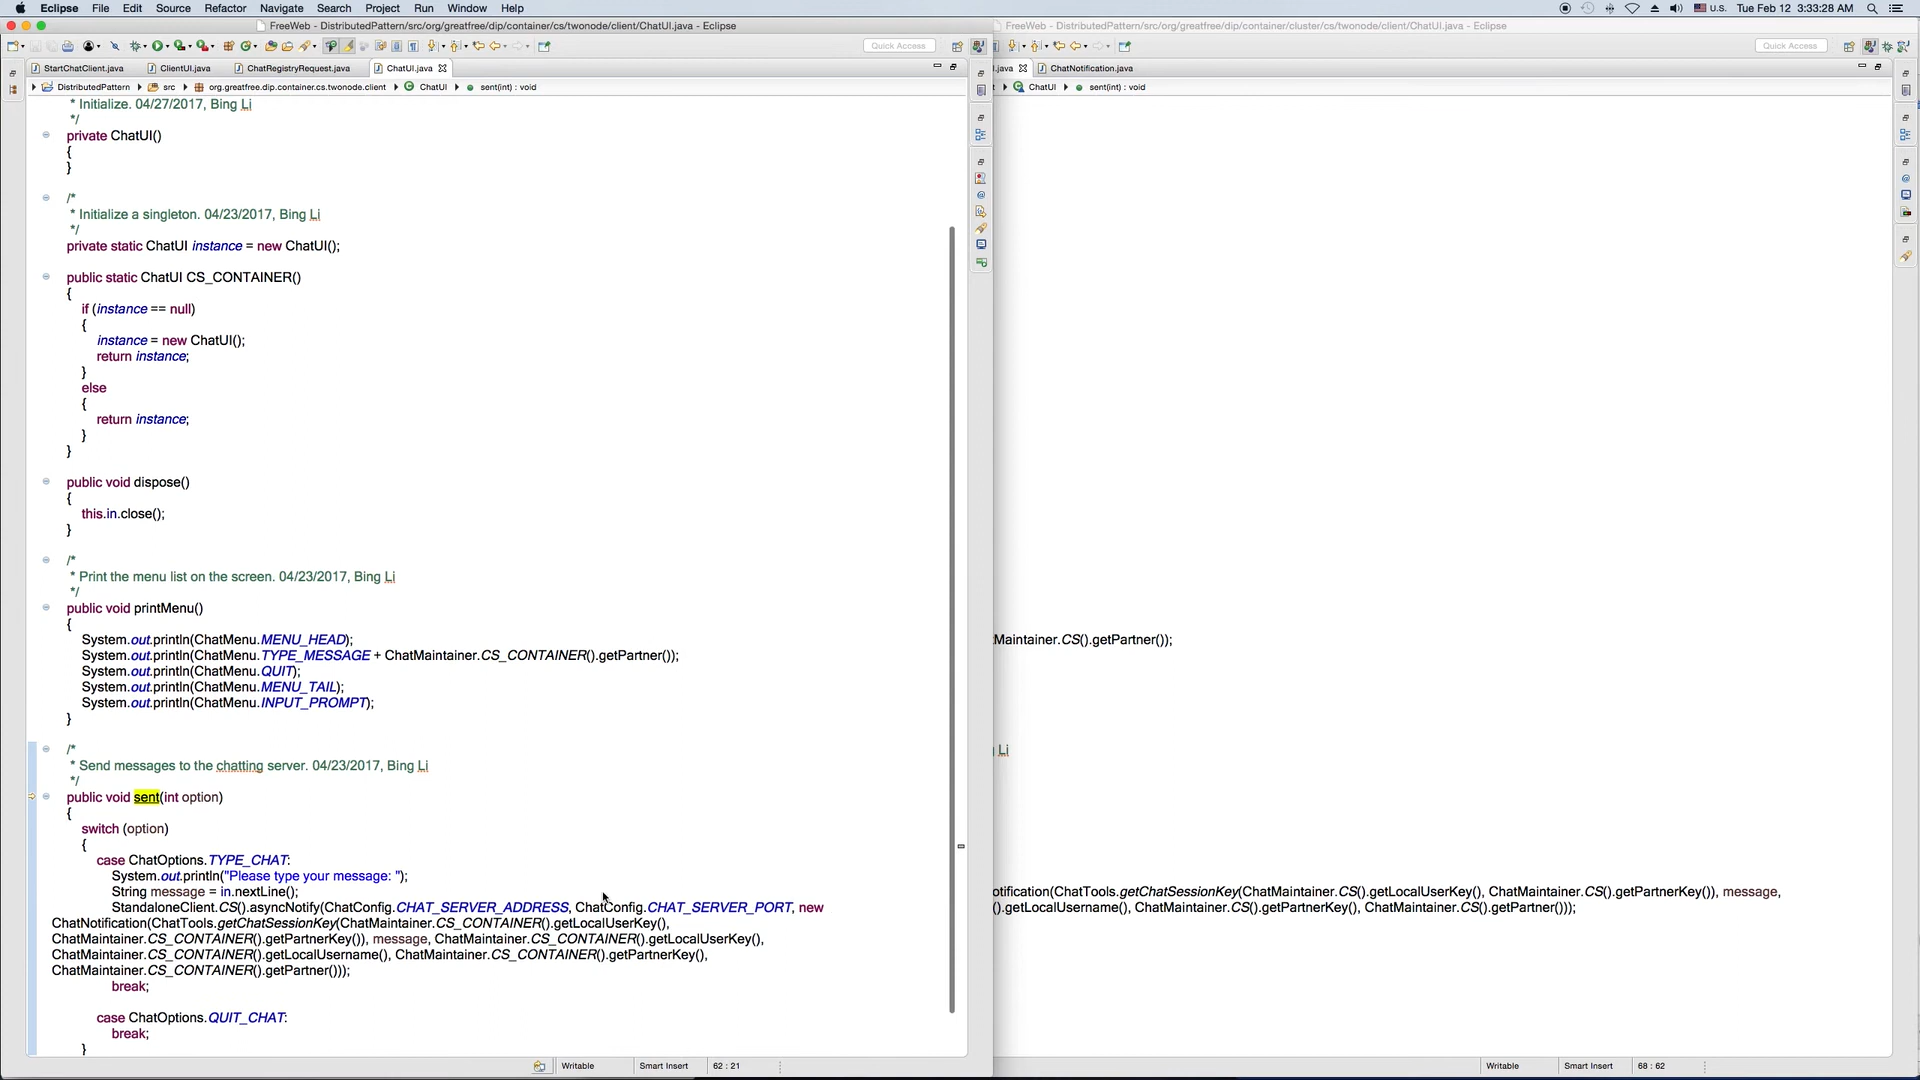 Eclipse File Edit Source Refactor Navigate Search Project Run Window Help
U.S. Tue Feb 12 3:33:28 AM
FreeWeb - DistributedPattern/src/org/greatfree/dip/container/cs/twonode/client/ChatUI.java - Eclipse
FreeWeb - DistributedPattern/src/org/greatfree/dip/container/cluster/cs/twonode/client/ChatUI.java - Eclipse
Quick Access
Quick Access
StartChatClient.java ClientUI.java ChatRegistryRequest.java ChatUI.java
.java ChatNotification.java
DistributedPattern src org.greatfree.dip.container.cs.twonode.client ChatUI sent(int) : void
ChatUI sent(int) : void
* Initialize. 04/27/2017, Bing Li
*/
private ChatUI()
{
}
/*
* Initialize a singleton. 04/23/2017, Bing Li
*/
private static ChatUI instance = new ChatUI();
public static ChatUI CS_CONTAINER()
{
if (instance == null)
{
instance = new ChatUI();
return instance;
}
else
{
return instance;
}
}
public void dispose()
{
this.in.close();
}
/*
* Print the menu list on the screen. 04/23/2017, Bing Li
*/
public void printMenu()
{
System.out.println(ChatMenu.MENU_HEAD);
System.out.println(ChatMenu.TYPE_MESSAGE + ChatMaintainer.CS_CONTAINER().getPartner());
System.out.println(ChatMenu.QUIT);
System.out.println(ChatMenu.MENU_TAIL);
System.out.println(ChatMenu.INPUT_PROMPT);
}
/*
* Send messages to the chatting server. 04/23/2017, Bing Li
*/
public void sent(int option)
{
switch (option)
{
case ChatOptions.TYPE_CHAT:
System.out.println("Please type your message: ");
String message = in.nextLine();
StandaloneClient.CS().asyncNotify(ChatConfig.CHAT_SERVER_ADDRESS, ChatConfig.CHAT_SERVER_PORT, new
ChatNotification(ChatTools.getChatSessionKey(ChatMaintainer.CS_CONTAINER().getLocalUserKey(),
ChatMaintainer.CS_CONTAINER().getPartnerKey()), message, ChatMaintainer.CS_CONTAINER().getLocalUserKey(),
ChatMaintainer.CS_CONTAINER().getLocalUsername(), ChatMaintainer.CS_CONTAINER().getPartnerKey(),
ChatMaintainer.CS_CONTAINER().getPartner()));
break;
case ChatOptions.QUIT_CHAT:
break;
}
Maintainer.CS().getPartner());
Li
otification(ChatTools.getChatSessionKey(ChatMaintainer.CS().getLocalUserKey(), ChatMaintainer.CS().getPartnerKey()), message,
().getLocalUsername(), ChatMaintainer.CS().getPartnerKey(), ChatMaintainer.CS().getPartner()));
Writable Smart Insert 62 : 21
Writable Smart Insert 68 : 62